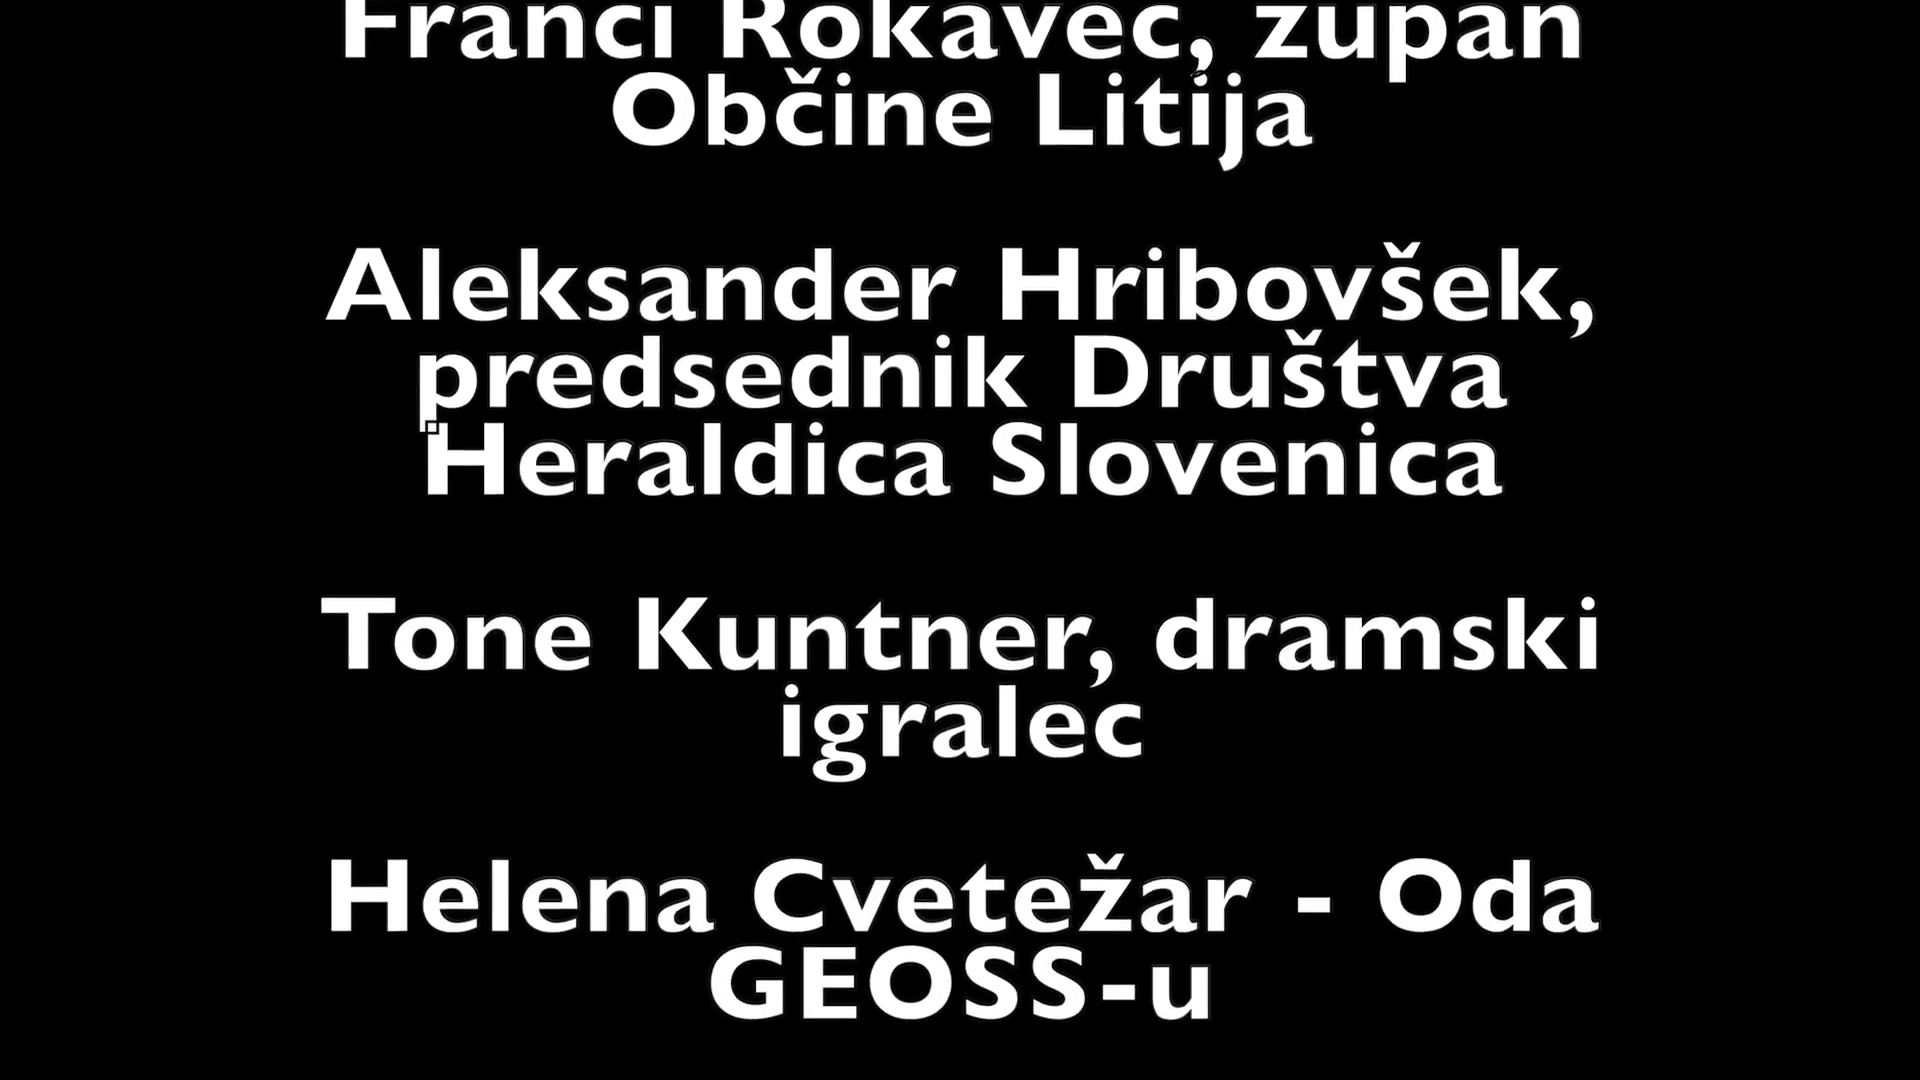 Franci Rokavec, župan
Občine Litija
Aleksander Hribovšek,
predsednik Društva
Heraldica Slovenica
Tone Kuntner, dramski
igralec
Helena Cvetežar - Oda
GEOSS-u